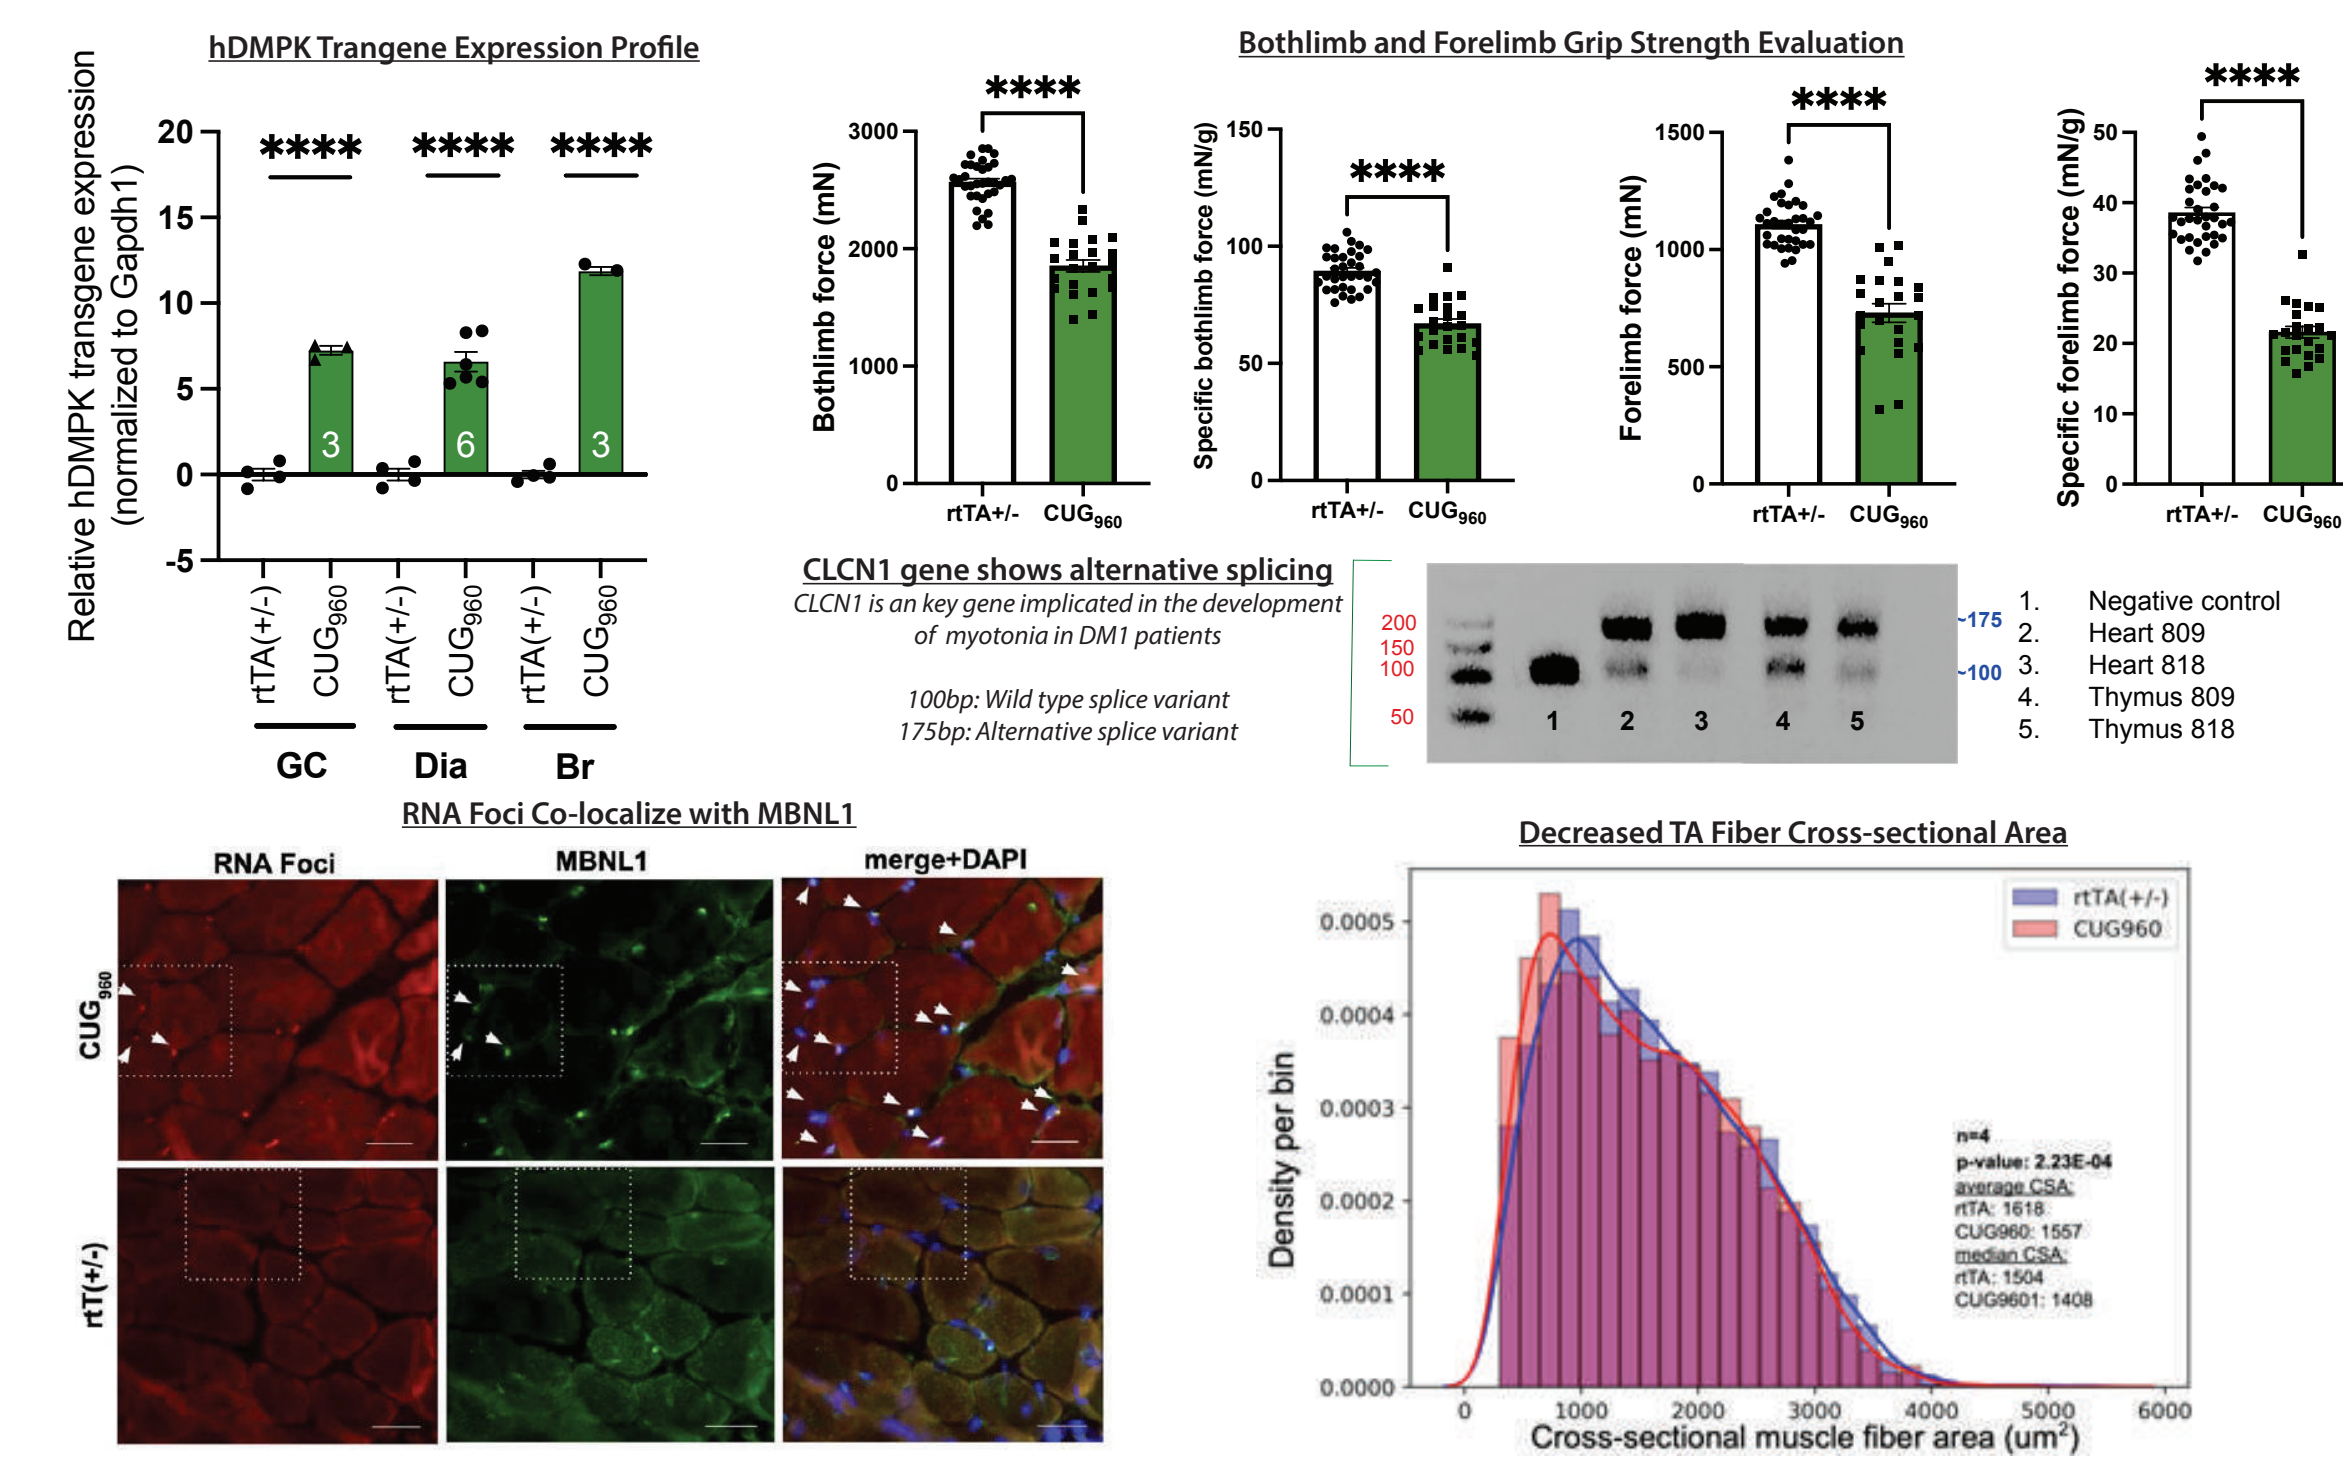 hDMPK Trangene Expression Profile
Relative hDMPK transgene expression
(normalized to Gapdh1)
20
15
10
5
0
-5
****
****
****
3
6
3
rtTA(+/-)
CUG960
rtTA(+/-)
CUG960
rtTA(+/-)
CUG960
GC
Dia
Br
Bothlimb and Forelimb Grip Strength Evaluation
Bothlimb force (mN)
3000
2000
1000
0
****
rtTA+/-
CUG960
Specific bothlimb force (mN/g)
150
100
50
0
****
rtTA+/-
CUG960
Forelimb force (mN)
1500
1000
500
0
****
rtTA+/-
CUG960
Specific forelimb force (mN/g)
50
40
30
20
10
0
****
rtTA+/-
CUG960
CLCN1 gene shows alternative splicing
CLCN1 is an key gene implicated in the development
of myotonia in DM1 patients
100bp: Wild type splice variant
175bp: Alternative splice variant
200
150
100
50
1
2
3
4
5
~175
~100
1. Negative control
2. Heart 809
3. Heart 818
4. Thymus 809
5. Thymus 818
RNA Foci Co-localize with MBNL1
RNA Foci
MBNL1
merge+DAPI
CUG960
rtT(+/-)
Decreased TA Fiber Cross-sectional Area
Density per bin
0.0005
0.0004
0.0003
0.0002
0.0001
0.0000
rtTA(+/-)
CUG960
n=4
p-value: 2.23E-04
average CSA:
rtTA: 1618
CUG960: 1557
median CSA:
rtTA: 1504
CUG9601: 1408
0
1000
2000
3000
4000
5000
6000
Cross-sectional muscle fiber area (um²)